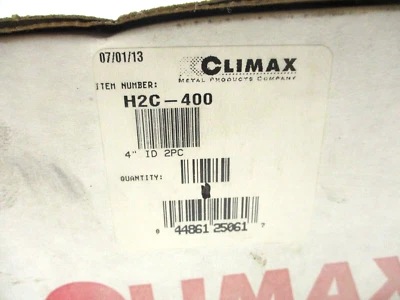 07/01/13
CLIMAX
METAL PRODUCTS COMPANY
ITEM NUMBER:
H2C-400
4" ID 2PC
QUANTITY:
0 44861 25061 7
CLIMAX